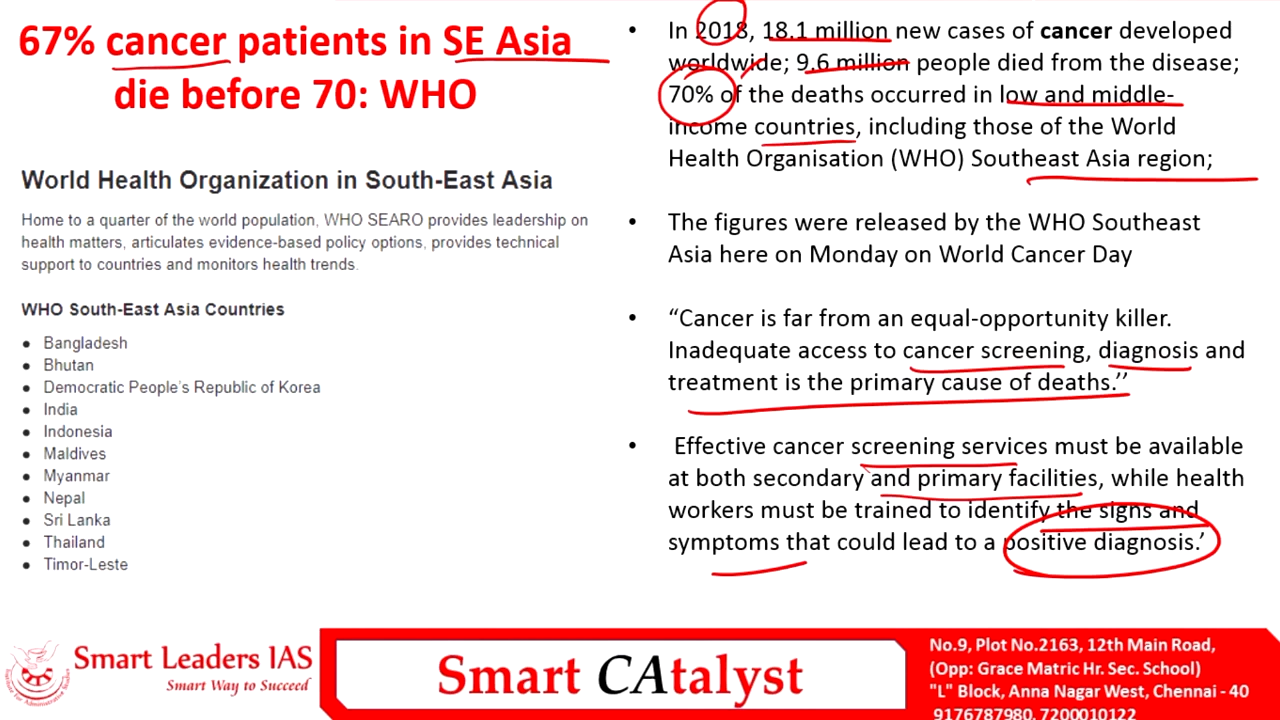 67% cancer patients in SE Asia
die before 70: WHO
World Health Organization in South-East Asia
Home to a quarter of the world population, WHO SEARO provides leadership on
health matters, articulates evidence-based policy options, provides technical
support to countries and monitors health trends.
WHO South-East Asia Countries
● Bangladesh
● Bhutan
● Democratic People's Republic of Korea
● India
● Indonesia
● Maldives
● Myanmar
● Nepal
● Sri Lanka
● Thailand
● Timor-Leste
• In 2018, 18.1 million new cases of cancer developed
worldwide; 9.6 million people died from the disease;
70% of the deaths occurred in low and middle-
income countries, including those of the World
Health Organisation (WHO) Southeast Asia region;
• The figures were released by the WHO Southeast
Asia here on Monday on World Cancer Day
• “Cancer is far from an equal-opportunity killer.
Inadequate access to cancer screening, diagnosis and
treatment is the primary cause of deaths.’’
• Effective cancer screening services must be available
at both secondary and primary facilities, while health
workers must be trained to identify the signs and
symptoms that could lead to a positive diagnosis.’
Smart Leaders IAS
Smart Way to Succeed
Smart CAtalyst
No.9, Plot No.2163, 12th Main Road,
(Opp: Grace Matric Hr. Sec. School)
"L" Block, Anna Nagar West, Chennai - 40
9176787980, 7200010122